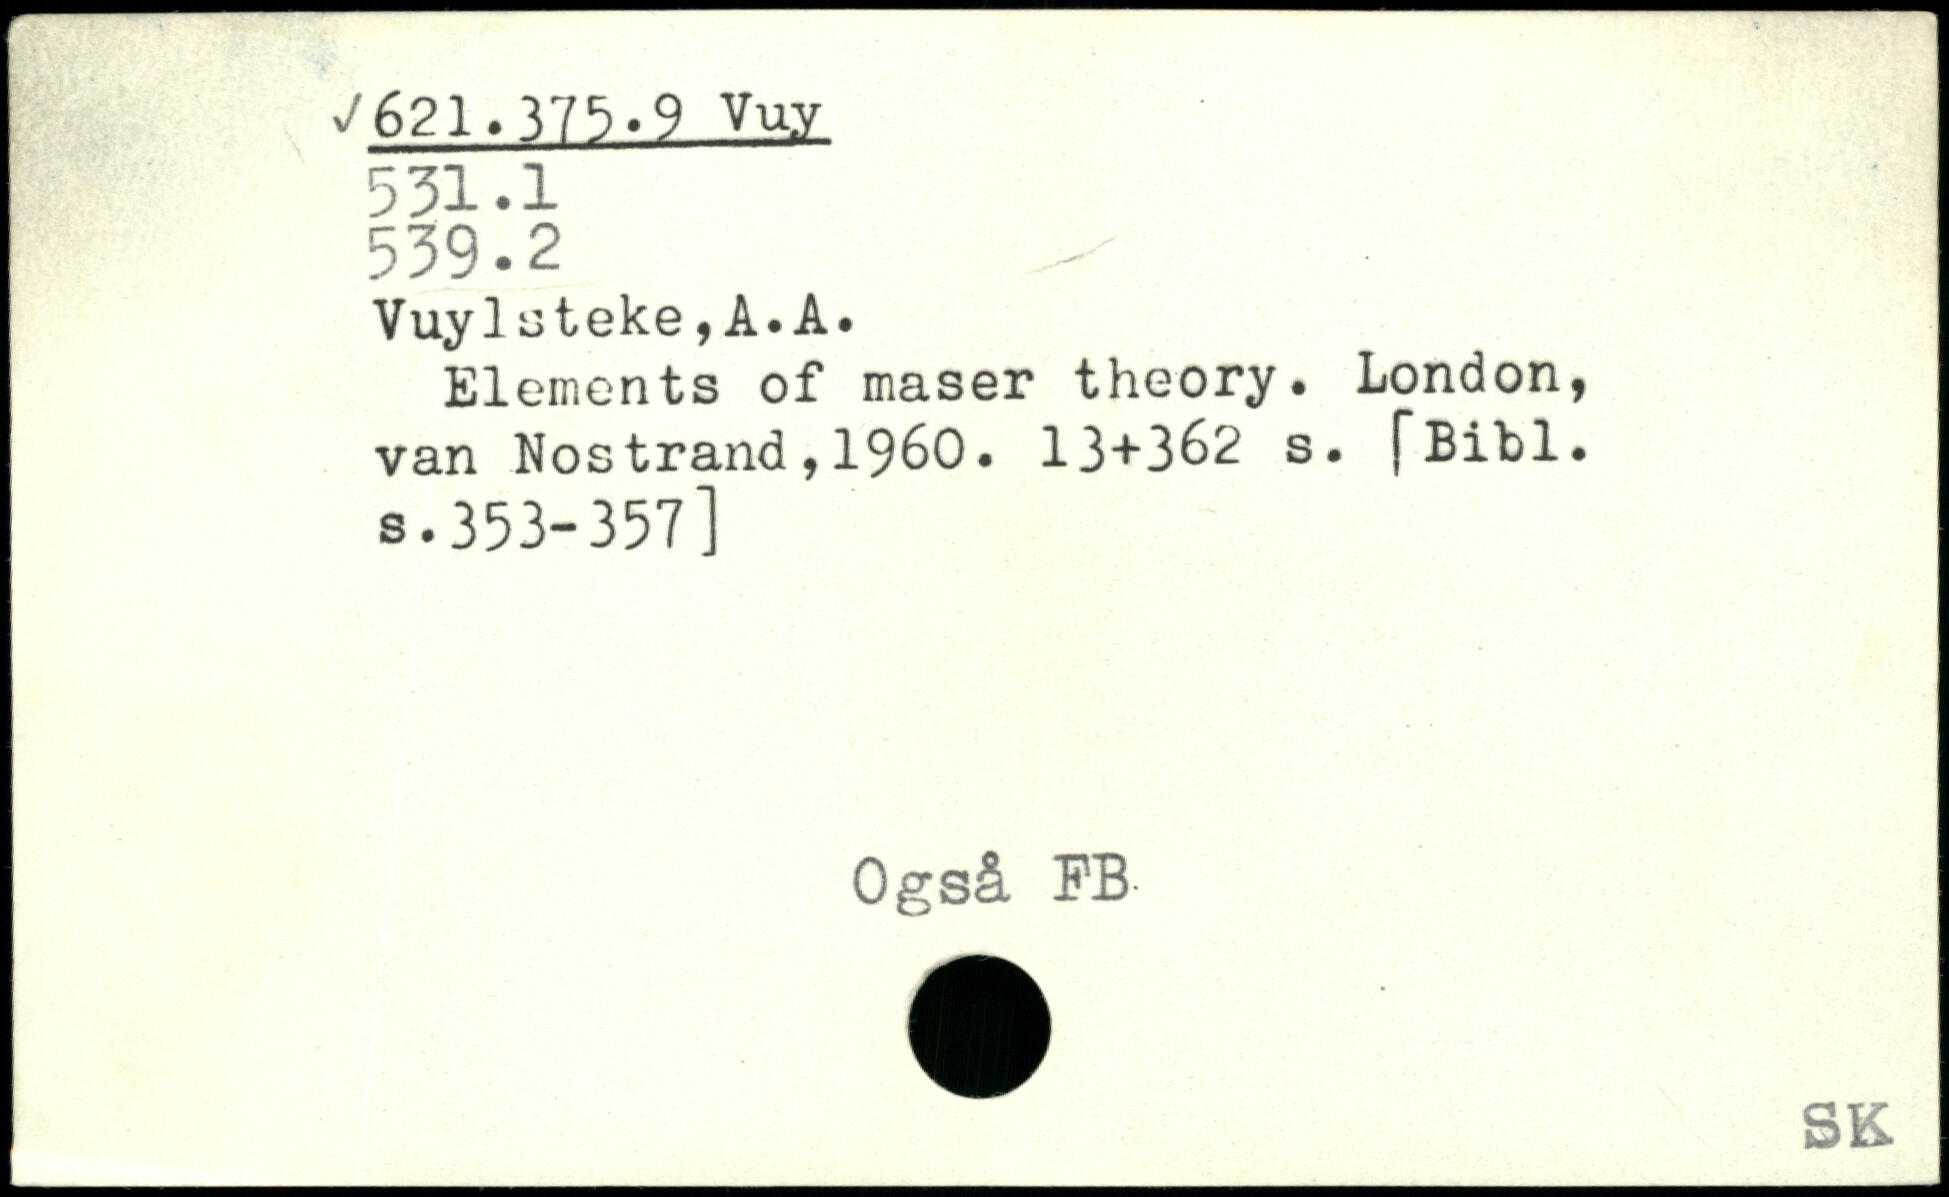 ✓621.375.9 Vuy
531.1
539.2
Vuylsteke,A.A.
Elements of maser theory. London,
van Nostrand,1960. 13+362 s. [Bibl.
s.353-357]
Også FB.
SK